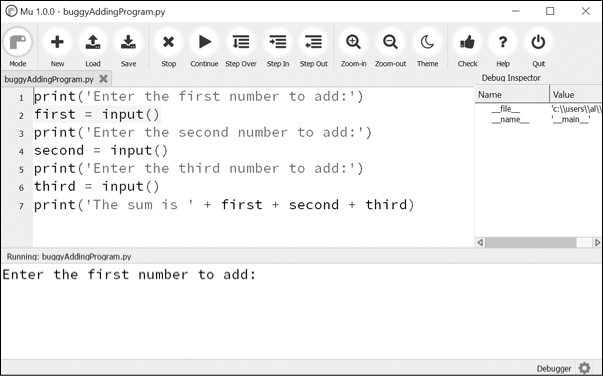 Mu 1.0.0 - buggyAddingProgram.py
Mode New Load Save Stop Continue Step Over Step In Step Out Zoom-in Zoom-out Theme Check Help Quit
buggyAddingProgram.py
Debug Inspector
Name Value
__file__ 'c:\\users\\al\\
__name__ '__main__'
1 print('Enter the first number to add:')
2 first = input()
3 print('Enter the second number to add:')
4 second = input()
5 print('Enter the third number to add:')
6 third = input()
7 print('The sum is ' + first + second + third)
Running: buggyAddingProgram.py
Enter the first number to add:
Debugger